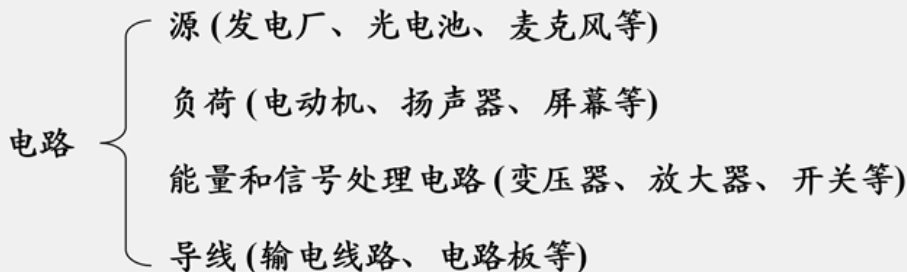 源 (发电厂、光电池、麦克风等)
负荷 (电动机、扬声器、屏幕等)
电路
能量和信号处理电路 (变压器、放大器、开关等)
导线 (输电线路、电路板等)